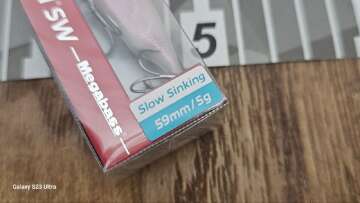 SW
Megabass
Slow Sinking
59mm/5g
5
Galaxy S23 Ultra